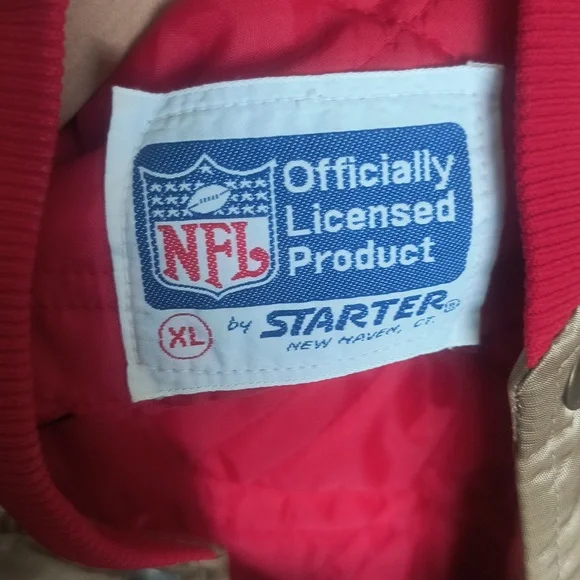 NFL
Officially
Licensed
Product
XL by STARTER®
NEW HAVEN, CT.